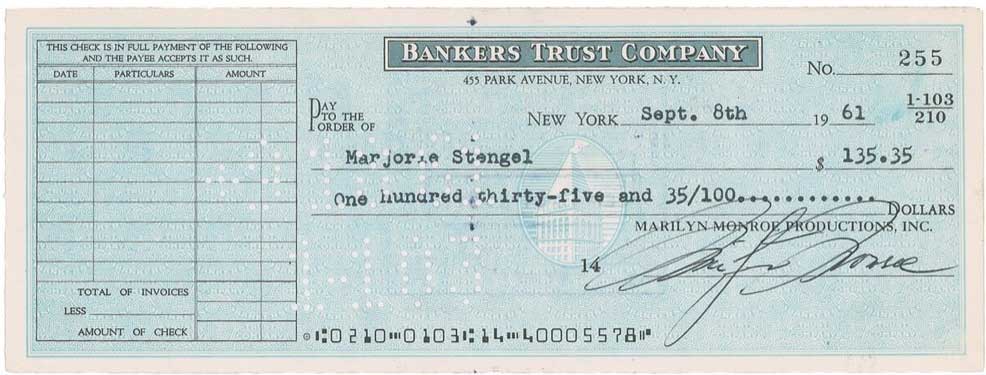 THIS CHECK IS IN FULL PAYMENT OF THE FOLLOWING
AND THE PAYEE ACCEPTS IT AS SUCH.
DATE PARTICULARS AMOUNT
TOTAL OF INVOICES
LESS
AMOUNT OF CHECK
BANKERS TRUST COMPANY
455 PARK AVENUE, NEW YORK, N. Y.
No. 255
PAY TO THE ORDER OF
NEW YORK Sept. 8th 19 61
1-103
210
Marjorie Stengel $ 135.35
One hundred thirty-five and 35/100............. DOLLARS
MARILYN MONROE PRODUCTIONS, INC.
14 Marilyn Monroe
⑆0210⑉0103⑆14⑉40005578⑈